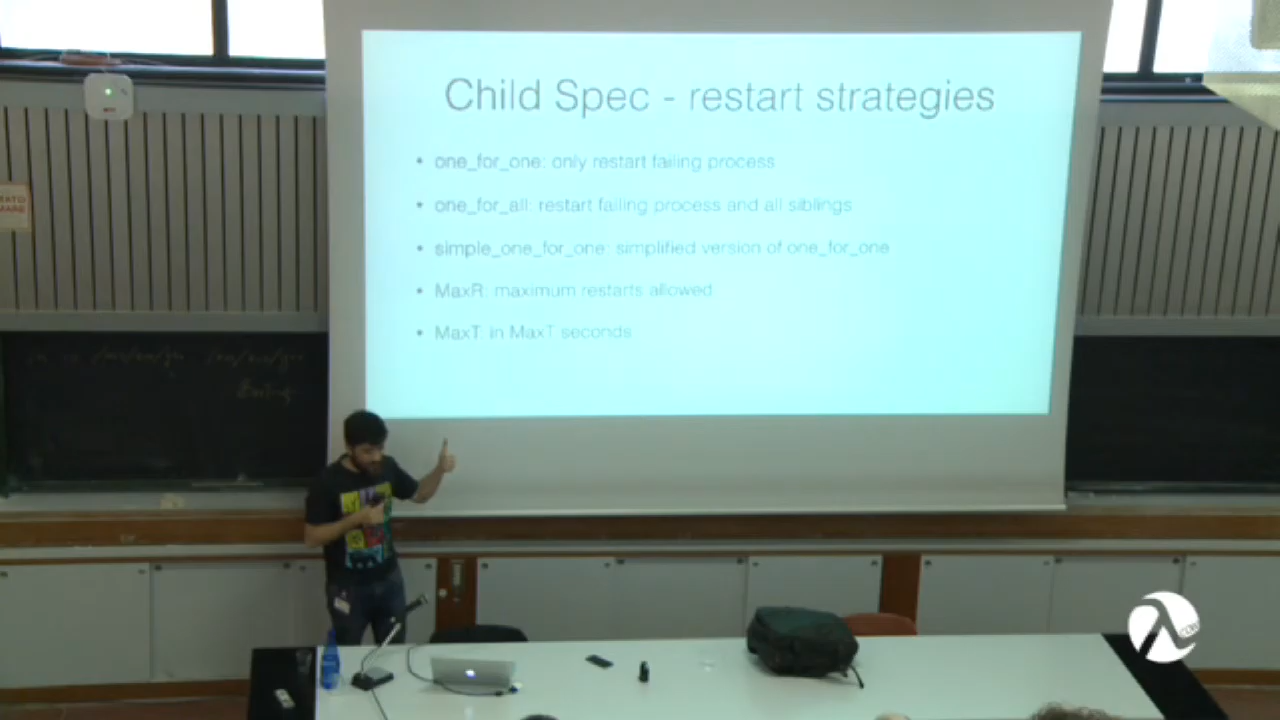 Child Spec - restart strategies
• one_for_one: only restart failing process
• one_for_all: restart failing process and all siblings
• simple_one_for_one: simplified version of one_for_one
• MaxR: maximum restarts allowed
• MaxT: in MaxT seconds